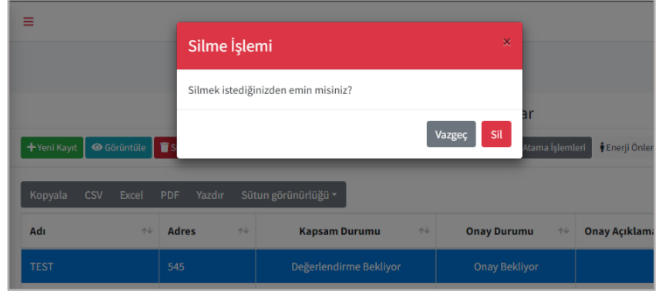 Silme İşlemi ×
Silmek istediğinizden emin misiniz?
Vazgeç Sil
ar
Yeni Kayıt Görüntüle S Atama İşlemleri Enerji Önler
Kopyala CSV Excel PDF Yazdır Sütun görünürlüğü
Adı Adres Kapsam Durumu Onay Durumu Onay Açıklama
TEST 545 Değerlendirme Bekliyor Onay Bekliyor